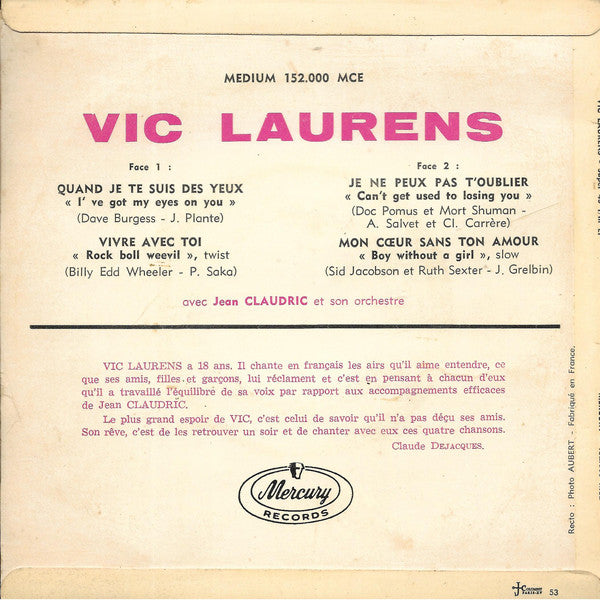 MEDIUM 152.000 MCE
VIC LAURENS
Face 1 :
QUAND JE TE SUIS DES YEUX
« I' ve got my eyes on you »
(Dave Burgess - J. Plante)
VIVRE AVEC TOI
« Rock boll weevil », twist
(Billy Edd Wheeler - P. Saka)
Face 2 :
JE NE PEUX PAS T'OUBLIER
« Can't get used to losing you »
(Doc Pomus et Mort Shuman -
A. Salvet et Cl. Carrère)
MON CŒUR SANS TON AMOUR
« Boy without a girl », slow
(Sid Jacobson et Ruth Sexter - J. Grelbin)
avec Jean CLAUDRIC et son orchestre
VIC LAURENS a 18 ans. Il chante en français les airs qu'il aime entendre, ce
que ses amis, filles et garçons, lui réclament et c'est en pensant à chacun d'eux
qu'il a travaillé l'équilibre de sa voix par rapport aux accompagnements efficaces
de Jean CLAUDRIC.
Le plus grand espoir de VIC, c'est celui de savoir qu'il n'a pas déçu ses amis.
Son rêve, c'est de les retrouver un soir et de chanter avec eux ces quatre chansons.
Claude DEJACQUES.
Mercury
RECORDS
Recto : Photo AUBERT - Fabriqué en France.
53